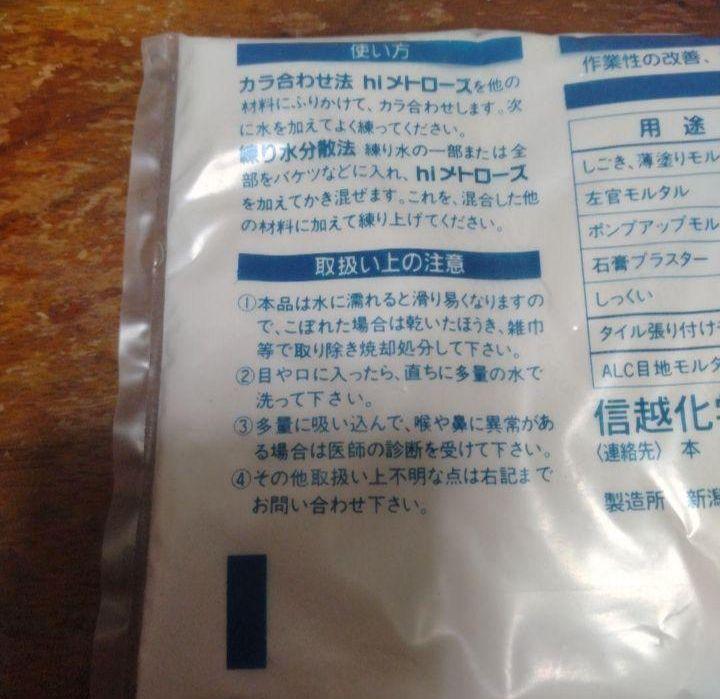 使い方
カラ合わせ法 hiメトローズを他の
材料にふりかけて、カラ合わせします。次
に水を加えてよく練ってください。
練り水分散法 練り水の一部または全
部をバケツなどに入れ、hiメトローズ
を加えてかき混ぜます。これを、混合した他
の材料に加えて練り上げてください。
取扱い上の注意
①本品は水に濡れると滑り易くなりますの
で、こぼれた場合は乾いたほうき、雑巾
等で取り除き焼却処分して下さい。
②目や口に入ったら、直ちに多量の水で
洗って下さい。
③多量に吸い込んで、喉や鼻に異常があ
る場合は医師の診断を受けて下さい。
④その他取扱い上不明な点は右記まで
お問い合わせ下さい。
作業性の改善、
用途
しごき、薄塗りモル
左官モルタル
ポンプアップモル
石膏プラスター
しっくい
タイル張り付け
ALC目地モルタ
信越化学
〈連絡先〉 本
製造所 新潟